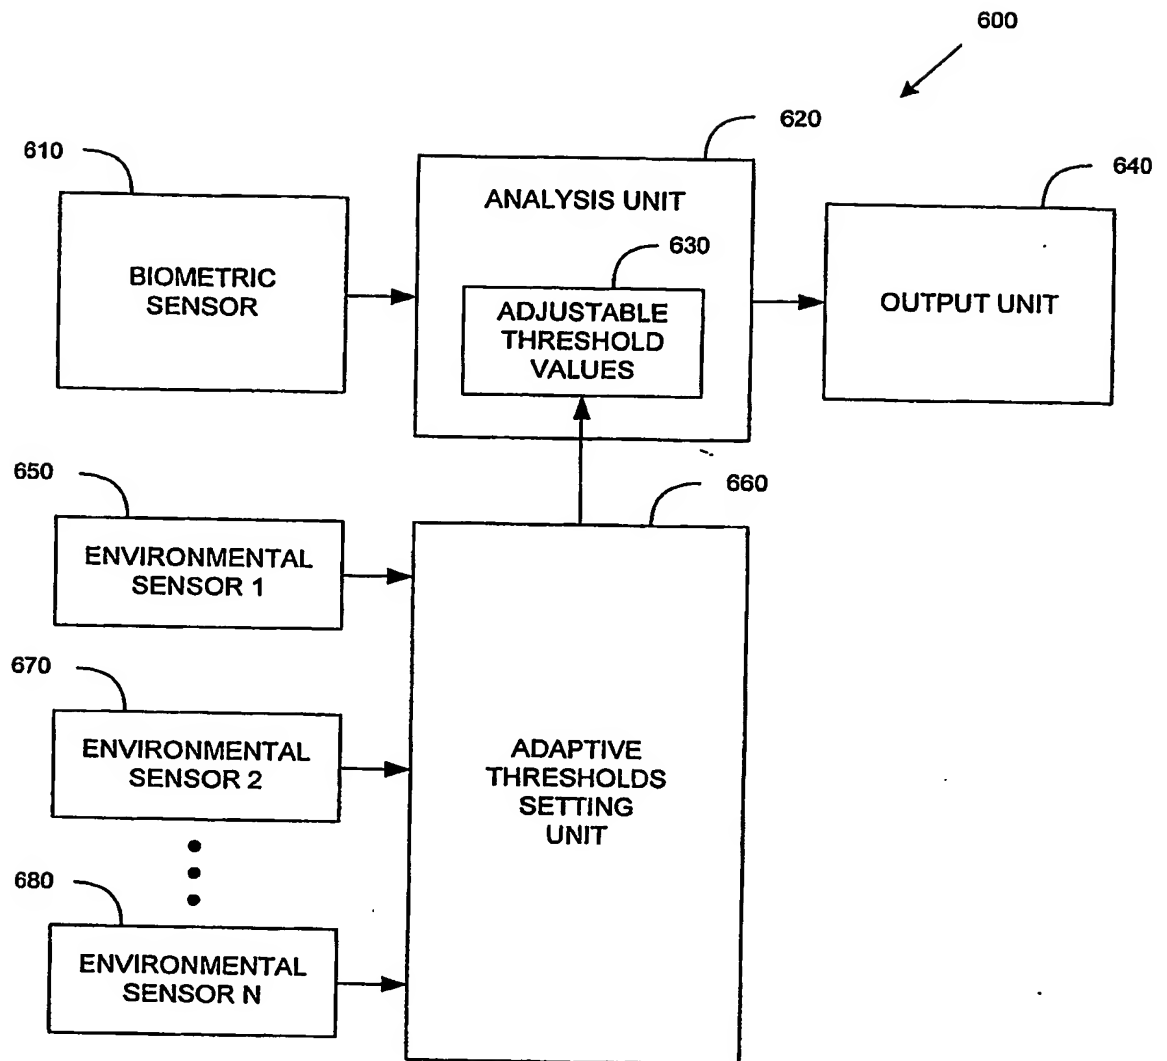 600
610
620
640
BIOMETRIC
SENSOR
ANALYSIS UNIT
630
ADJUSTABLE
THRESHOLD
VALUES
OUTPUT UNIT
650
660
ENVIRONMENTAL
SENSOR 1
670
ENVIRONMENTAL
SENSOR 2
ADAPTIVE
THRESHOLDS
SETTING
UNIT
680
ENVIRONMENTAL
SENSOR N